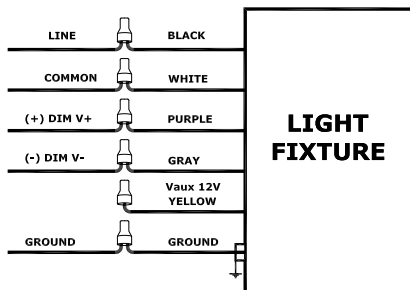 LINE BLACK
COMMON WHITE
(+) DIM V+ PURPLE
(-) DIM V- GRAY
Vaux 12V
YELLOW
GROUND GROUND
LIGHT
FIXTURE